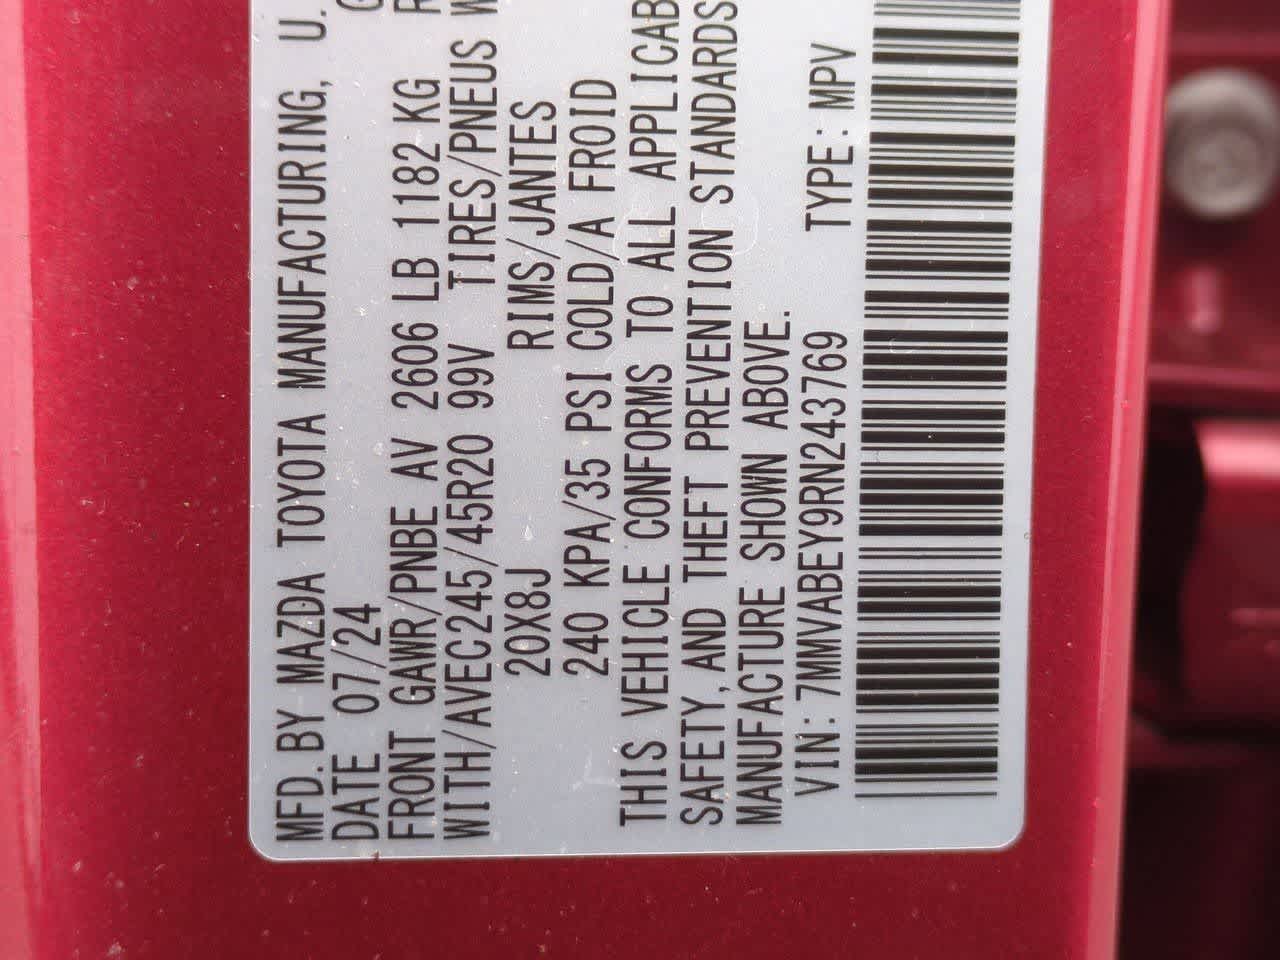 MFD. BY MAZDA TOYOTA MANUFACTURING, U.
DATE 07/24
FRONT GAWR/PNBE AV 2606 LB 1182 KG
WITH/AVEC245/45R20 99V TIRES/PNEUS
20X8J RIMS/JANTES
240 KPA/35 PSI COLD/A FROID
THIS VEHICLE CONFORMS TO ALL APPLICAB
SAFETY, AND THEFT PREVENTION STANDARDS
MANUFACTURE SHOWN ABOVE.
VIN: 7MMVABEY9RN243769 TYPE: MPV